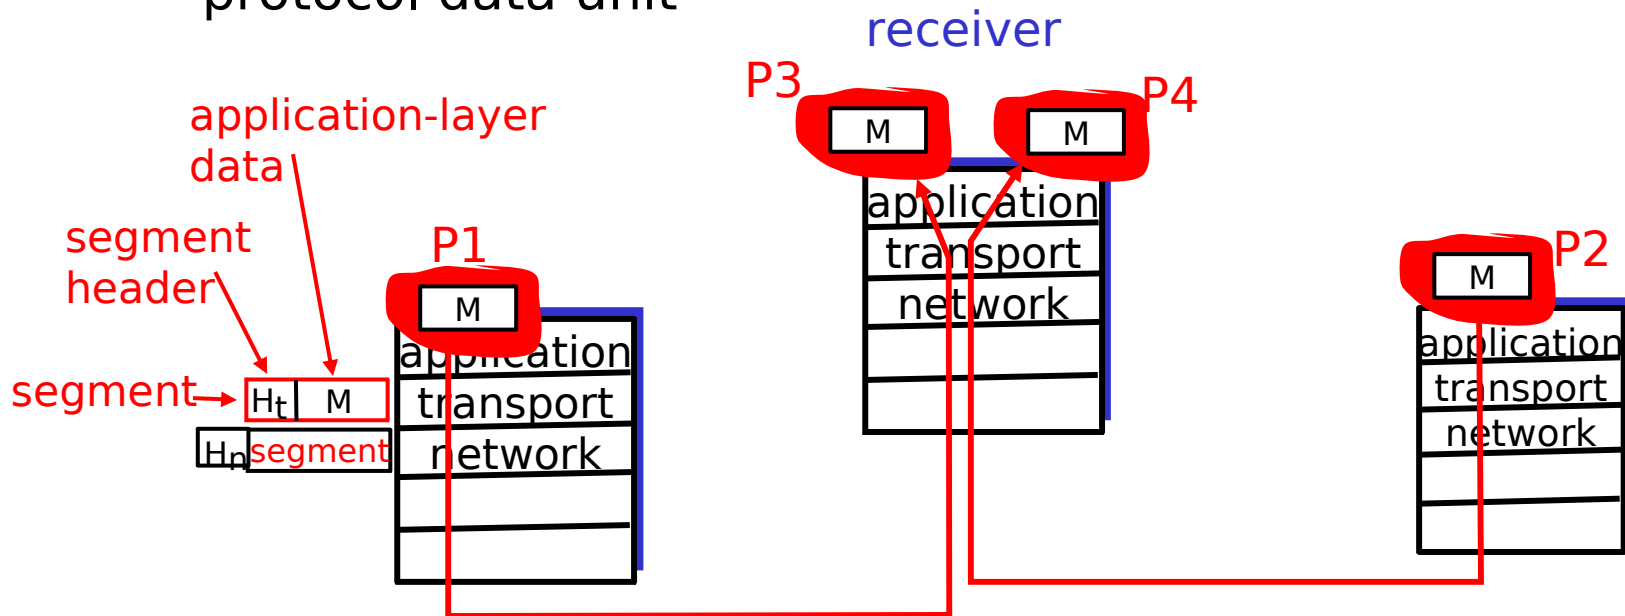 protocol data unit
receiver
P3
P4
M
M
application-layer
data
application
transport
network
segment
header
P1
M
P2
M
application
transport
network
application
transport
network
segment
Ht
M
Hn
segment